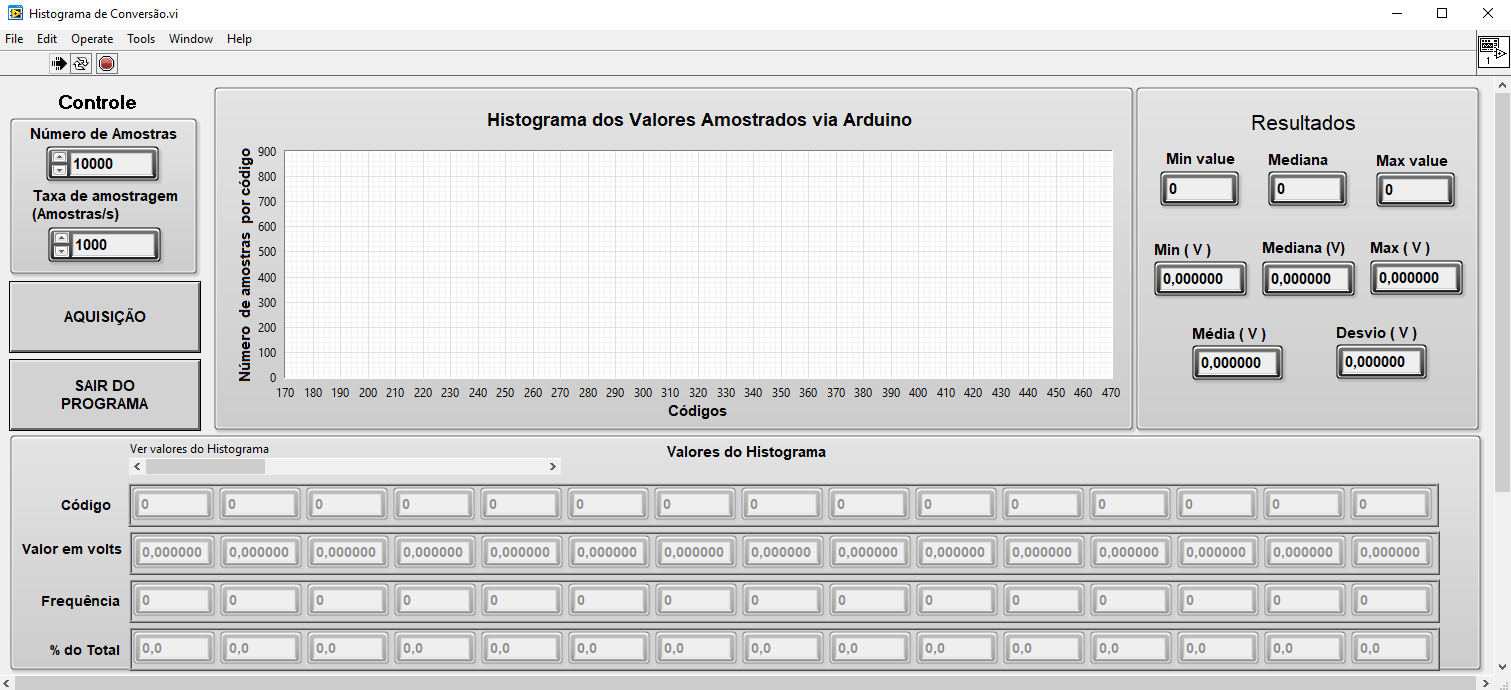 Histograma de Conversão.vi
File Edit Operate Tools Window Help
1
Controle
Número de Amostras
10000
Taxa de amostragem
(Amostras/s)
1000
AQUISIÇÃO
SAIR DO
PROGRAMA
Histograma dos Valores Amostrados via Arduino
Número de amostras por código
900
800
700
600
500
400
300
200
100
0
170 180 190 200 210 220 230 240 250 260 270 280 290 300 310 320 330 340 350 360 370 380 390 400 410 420 430 440 450 460 470
Códigos
Resultados
Min value Mediana Max value
0 0 0
Min ( V ) Mediana (V) Max ( V )
0,000000 0,000000 0,000000
Média ( V ) Desvio ( V )
0,000000 0,000000
Ver valores do Histograma
Valores do Histograma
Código 0 0 0 0 0 0 0 0 0 0 0 0 0 0 0
Valor em volts 0,000000 0,000000 0,000000 0,000000 0,000000 0,000000 0,000000 0,000000 0,000000 0,000000 0,000000 0,000000 0,000000 0,000000 0,000000
Frequência 0 0 0 0 0 0 0 0 0 0 0 0 0 0 0
% do Total 0,0 0,0 0,0 0,0 0,0 0,0 0,0 0,0 0,0 0,0 0,0 0,0 0,0 0,0 0,0